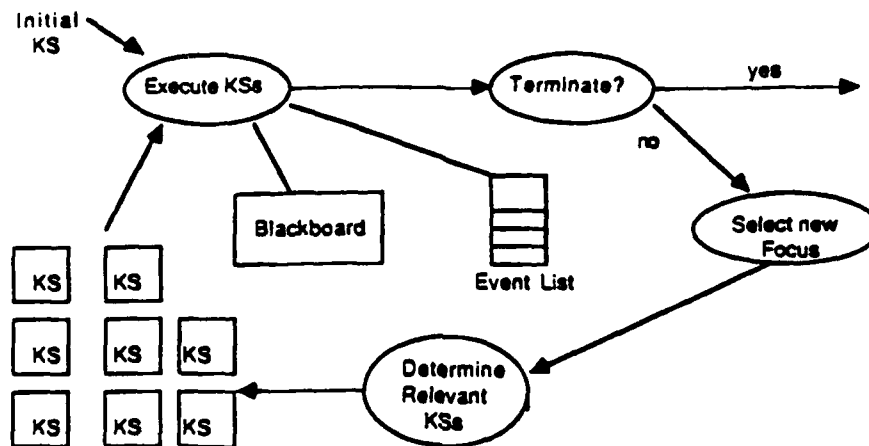 Initial
KS
Execute KSs
Terminate?
yes
no
Blackboard
Select new
Focus
Event List
KS KS
KS KS KS
KS KS KS
Determine
Relevant
KSs